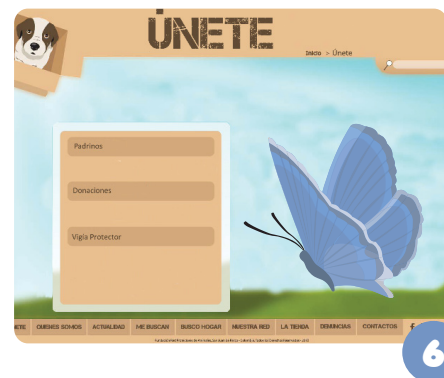 ÚNETE
Inicio > Únete
Padrinos
Donaciones
Vigía Protector
NETE QUIENES SOMOS ACTUALIDAD ME BUSCAN BUSCO HOGAR NUESTRA RED LA TIENDA DENUNCIAS CONTACTOS f
6